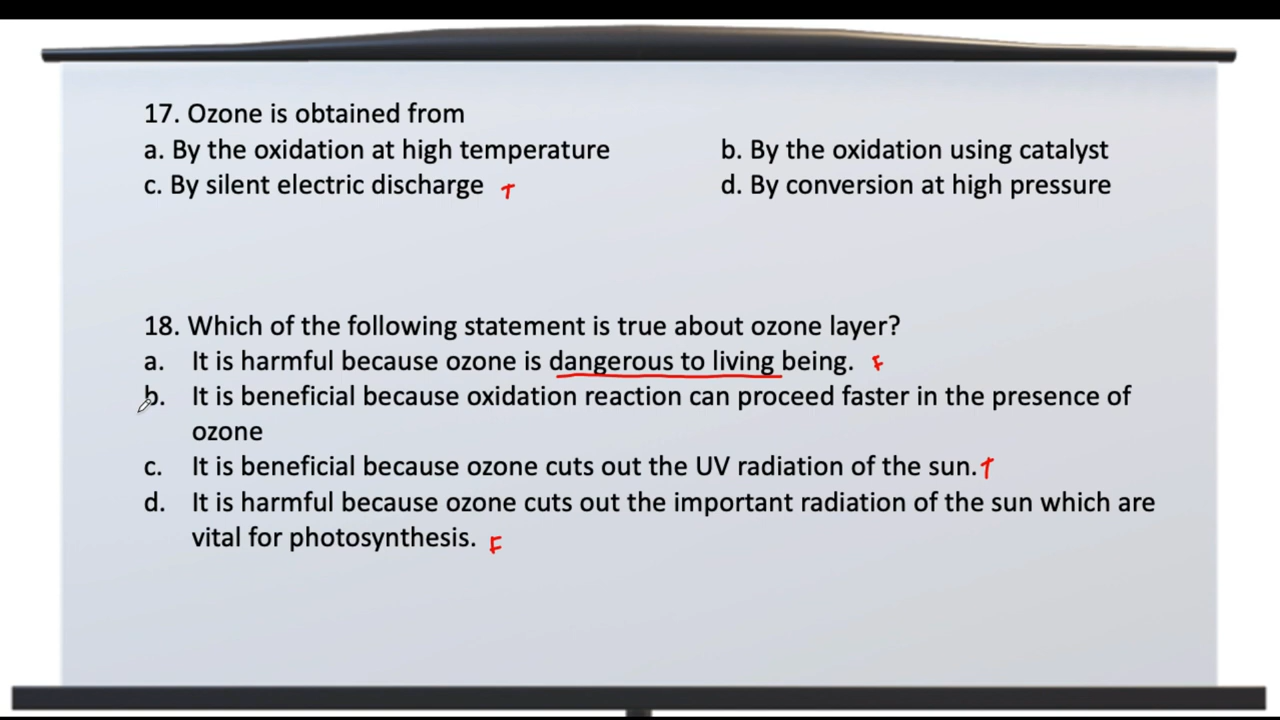 17. Ozone is obtained from
a. By the oxidation at high temperature b. By the oxidation using catalyst
c. By silent electric discharge T d. By conversion at high pressure
18. Which of the following statement is true about ozone layer?
a. It is harmful because ozone is dangerous to living being. F
b. It is beneficial because oxidation reaction can proceed faster in the presence of
ozone
c. It is beneficial because ozone cuts out the UV radiation of the sun. T
d. It is harmful because ozone cuts out the important radiation of the sun which are
vital for photosynthesis. F